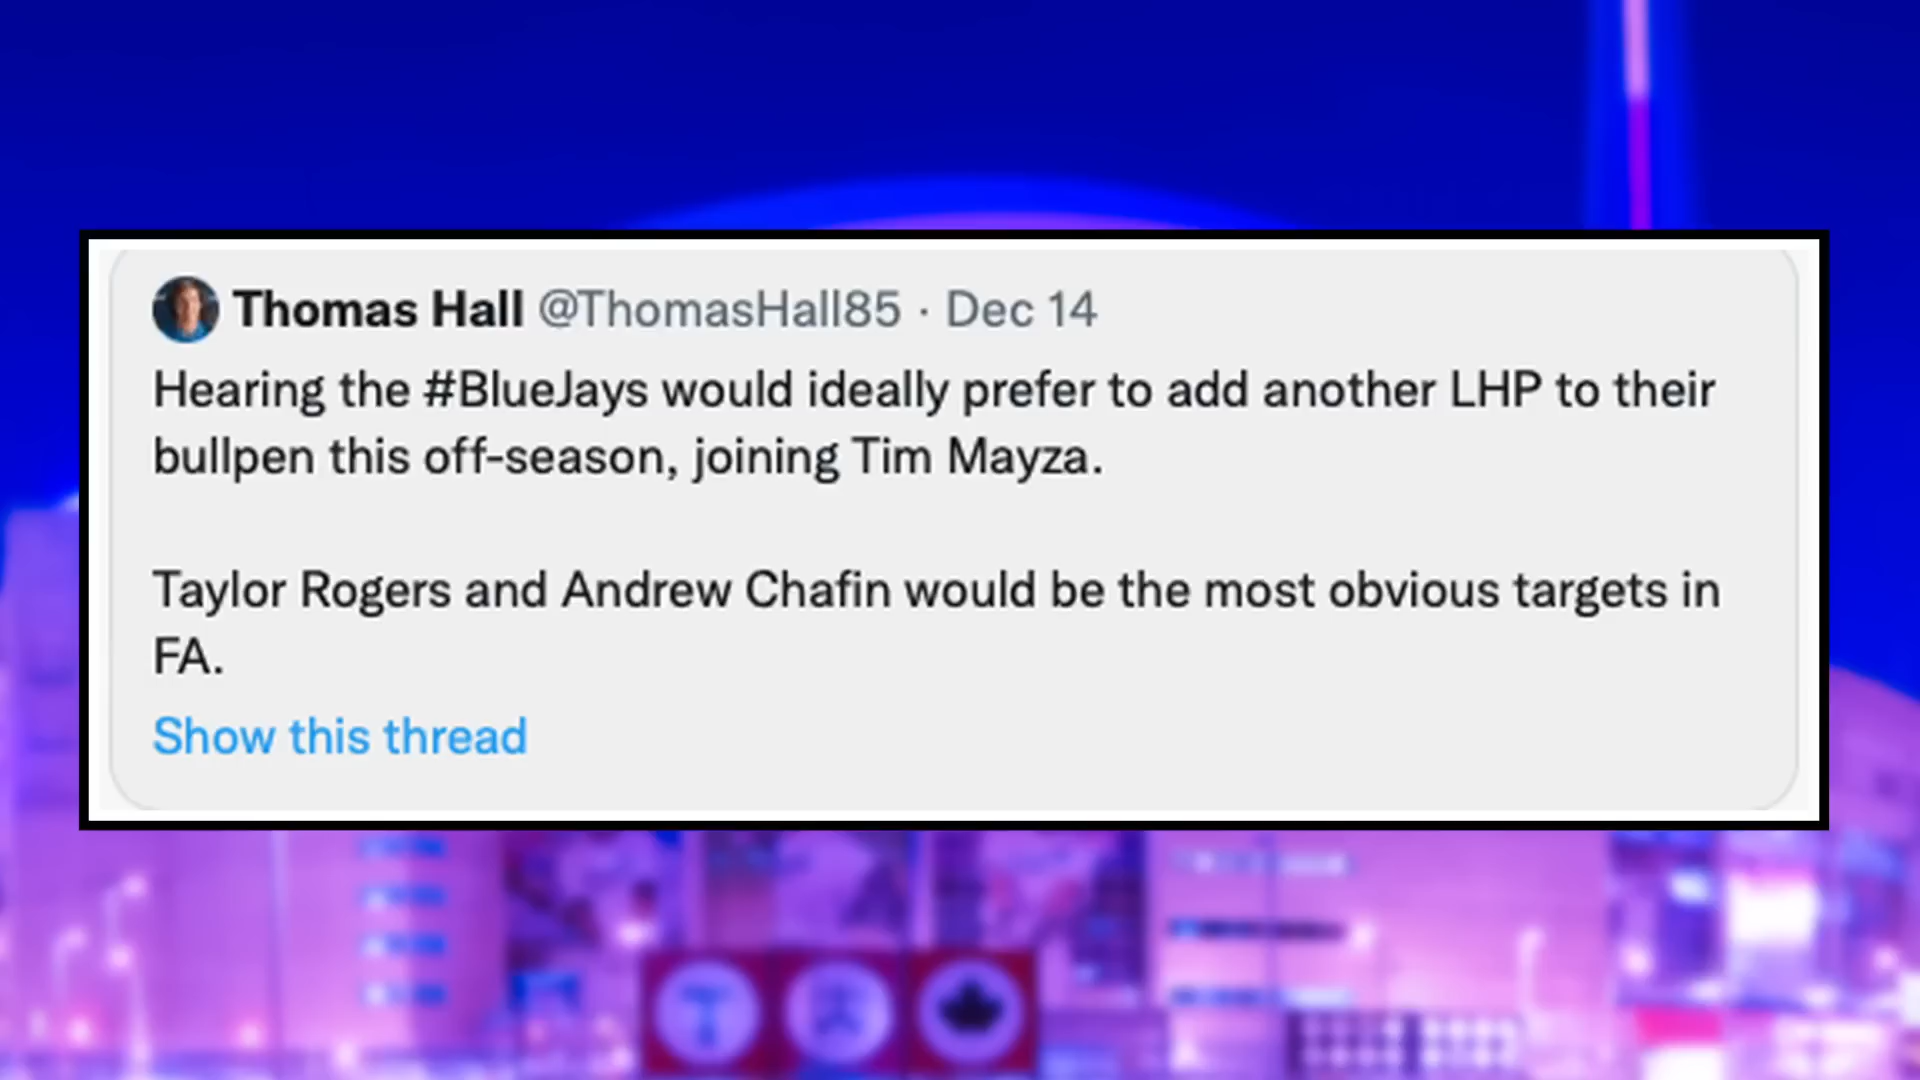 Thomas Hall @ThomasHall85 · Dec 14
Hearing the #BlueJays would ideally prefer to add another LHP to their
bullpen this off-season, joining Tim Mayza.
Taylor Rogers and Andrew Chafin would be the most obvious targets in
FA.
Show this thread